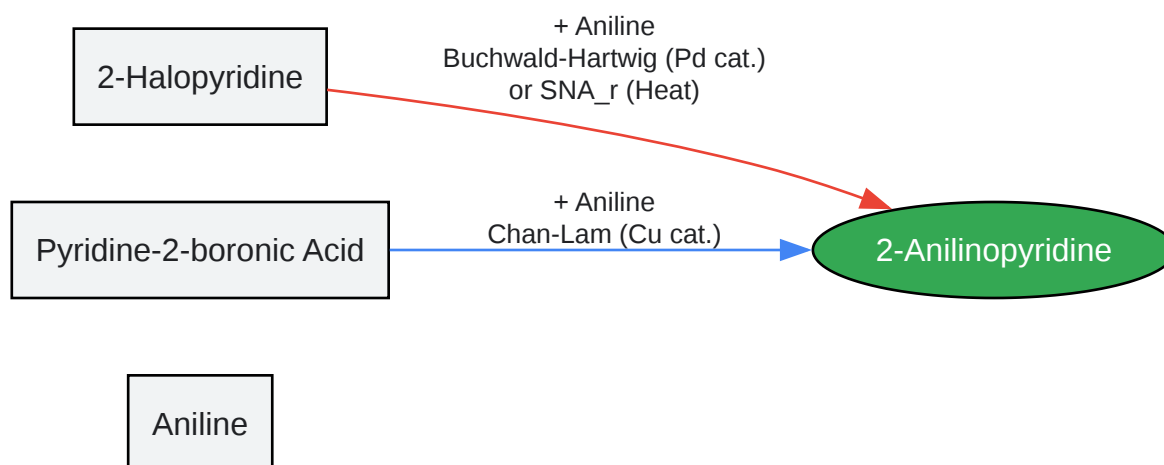 + Aniline
Buchwald-Hartwig (Pd cat.)
or SNA_r (Heat)
2-Halopyridine
+ Aniline
Chan-Lam (Cu cat.)
Pyridine-2-boronic Acid
2-Anilinopyridine
Aniline